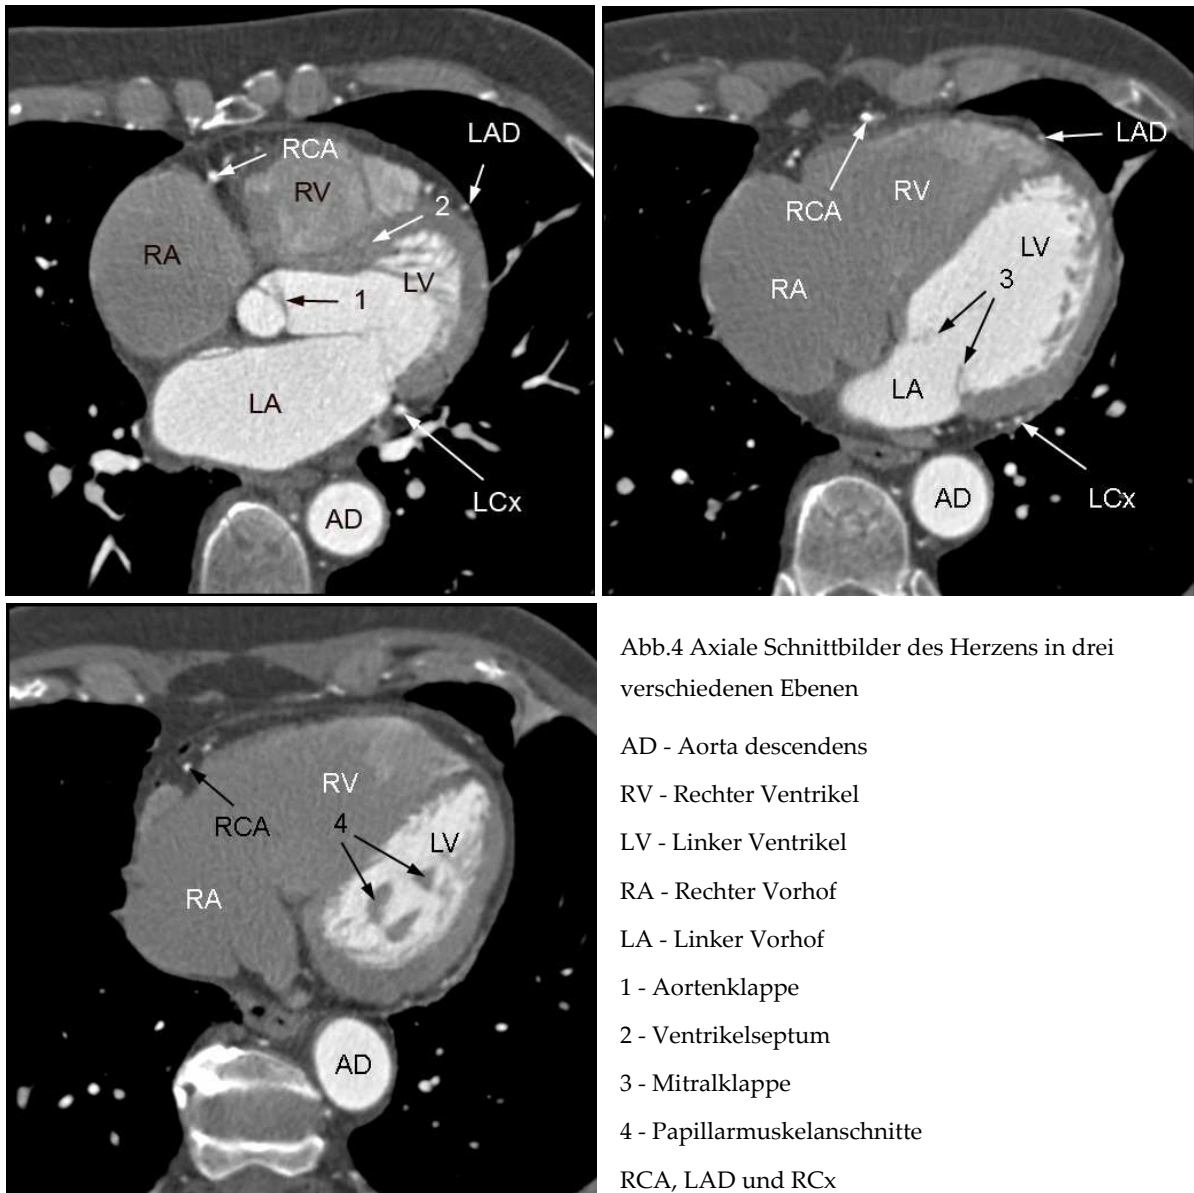 RCA
LAD
RV
2
RA
LV
1
LA
LCx
AD
RCA
LAD
RV
LV
RA
3
LA
AD
LCx
RV
RCA
4
LV
RA
AD
Abb.4 Axiale Schnittbilder des Herzens in drei
verschiedenen Ebenen
AD - Aorta descendens
RV - Rechter Ventrikel
LV - Linker Ventrikel
RA - Rechter Vorhof
LA - Linker Vorhof
1 - Aortenklappe
2 - Ventrikelseptum
3 - Mitralklappe
4 - Papillarmuskelanschnitte
RCA, LAD und RCx